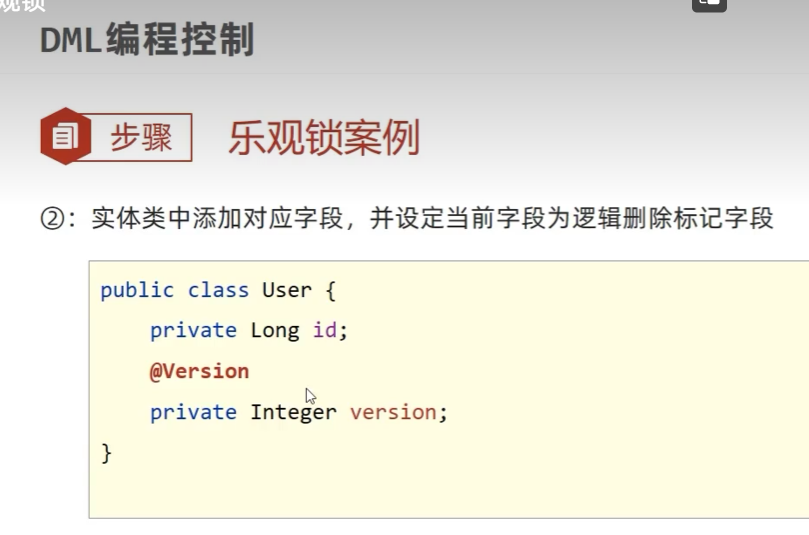 观锁
DML编程控制
步骤
乐观锁案例
②：实体类中添加对应字段，并设定当前字段为逻辑删除标记字段
public class User {
    private Long id;
    @Version
    private Integer version;
}